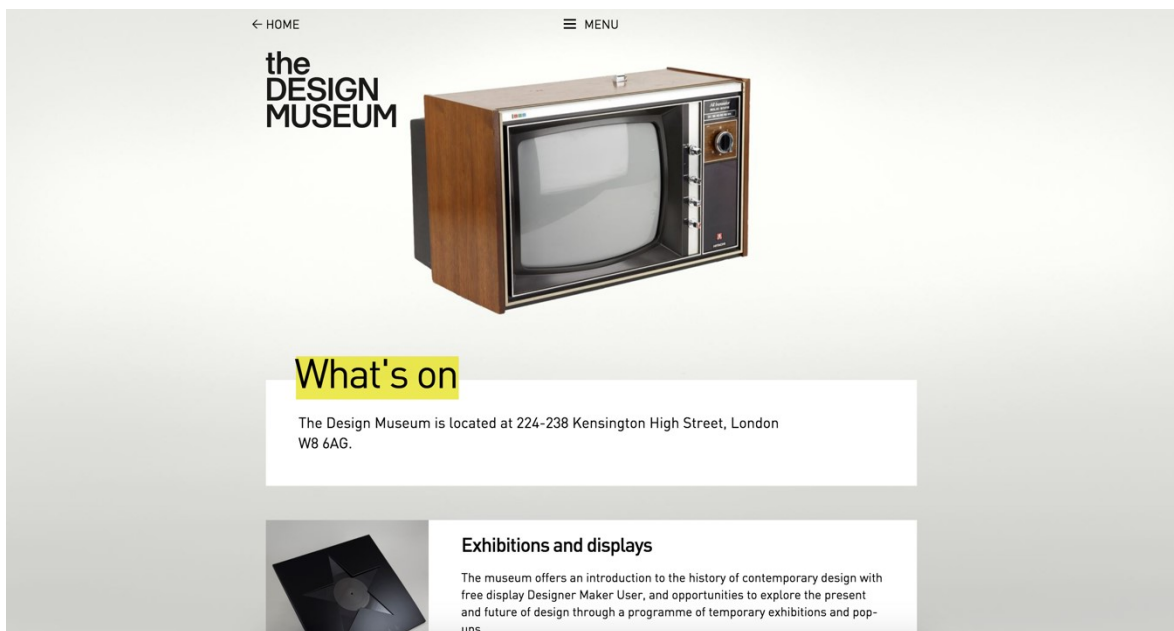 ← HOME
MENU
the
DESIGN
MUSEUM
HITACHI
What's on
The Design Museum is located at 224-238 Kensington High Street, London
W8 6AG.
Exhibitions and displays
The museum offers an introduction to the history of contemporary design with
free display Designer Maker User, and opportunities to explore the present
and future of design through a programme of temporary exhibitions and pop-
ups.